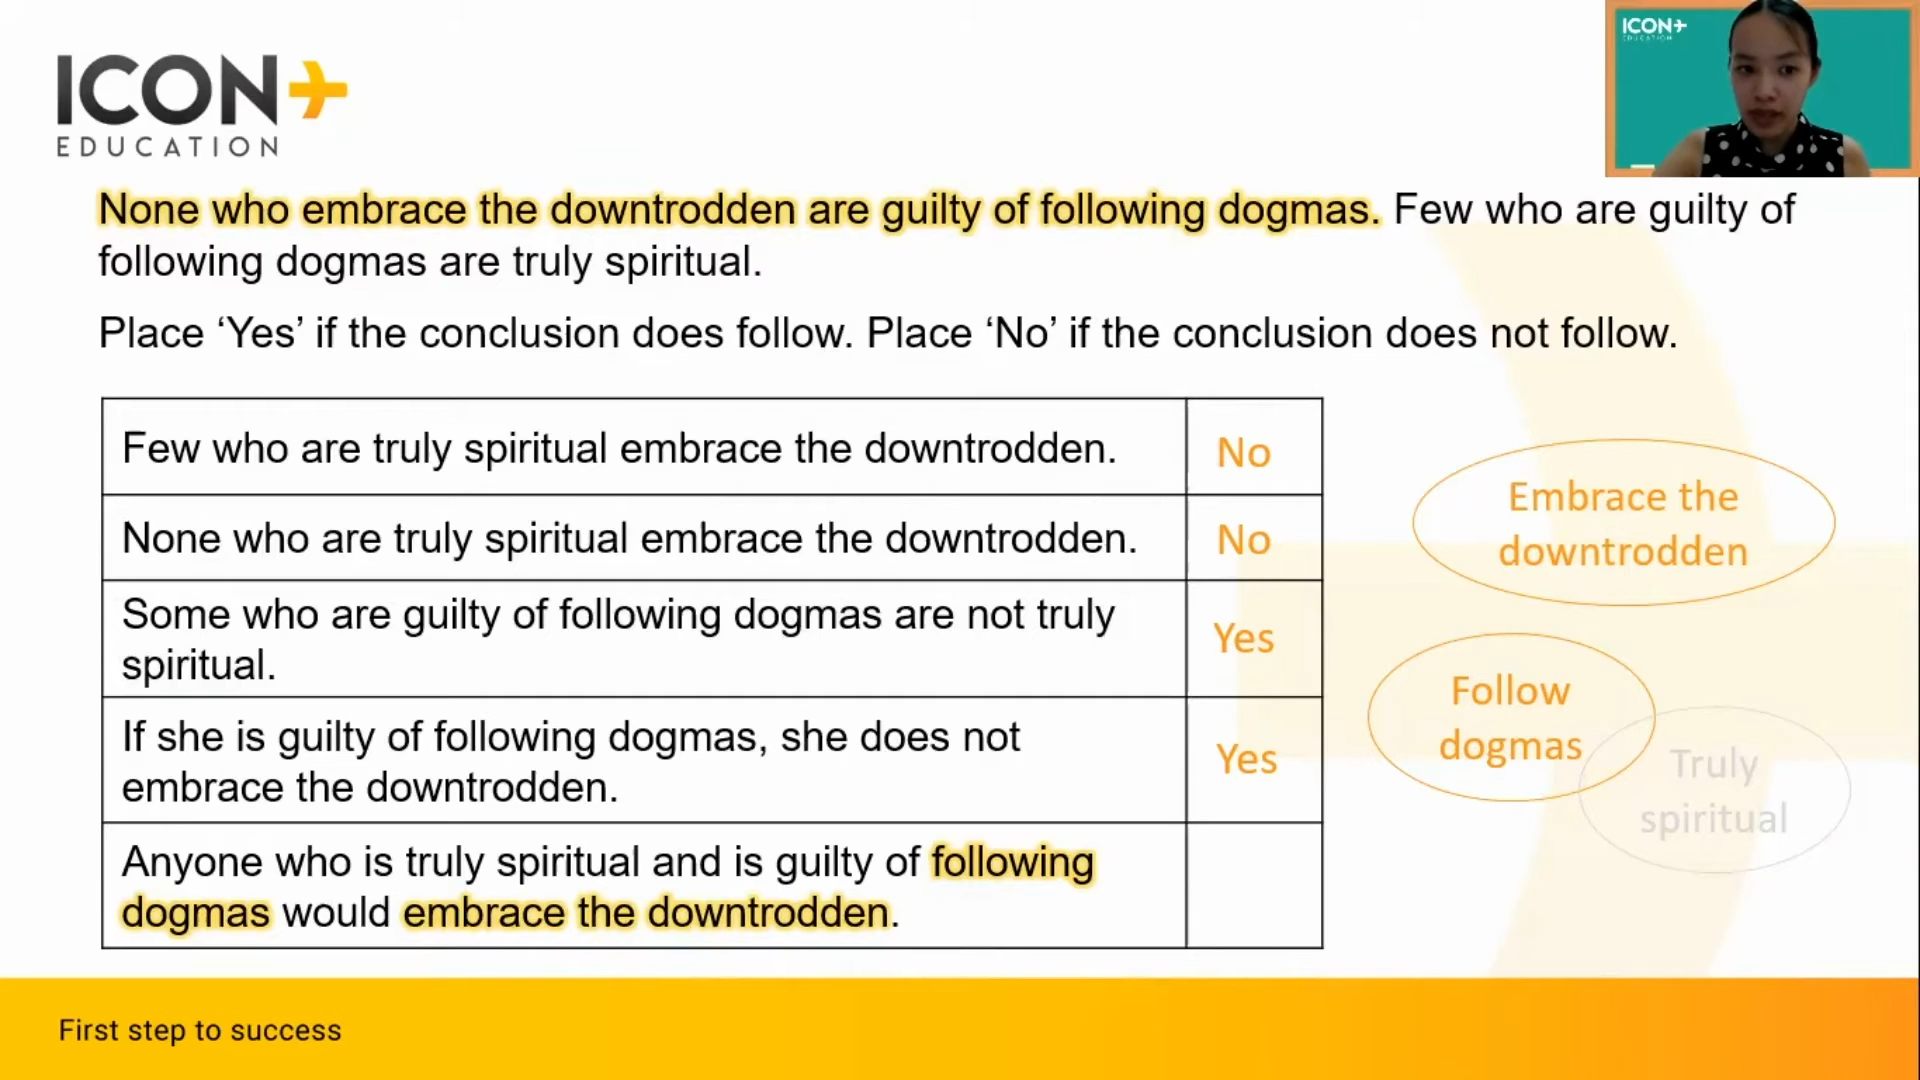 ICON+
EDUCATION
ICON+
EDUCATION
None who embrace the downtrodden are guilty of following dogmas. Few who are guilty of
following dogmas are truly spiritual.
Place ‘Yes’ if the conclusion does follow. Place ‘No’ if the conclusion does not follow.
Few who are truly spiritual embrace the downtrodden.
No
None who are truly spiritual embrace the downtrodden.
No
Some who are guilty of following dogmas are not truly
spiritual.
Yes
If she is guilty of following dogmas, she does not
embrace the downtrodden.
Yes
Anyone who is truly spiritual and is guilty of following
dogmas would embrace the downtrodden.
Embrace the
downtrodden
Follow
dogmas
Truly
spiritual
First step to success